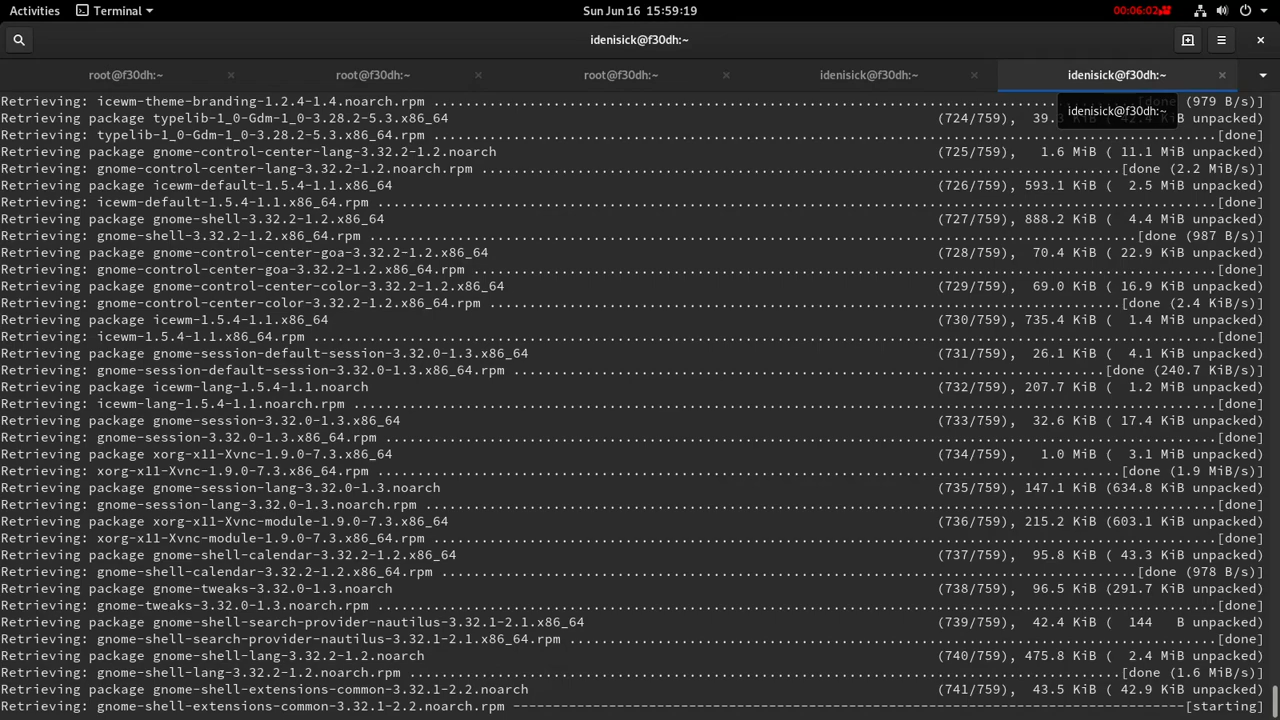 Activities Terminal Sun Jun 16 15:59:19 00:06:02
idenisick@f30dh:~
root@f30dh:~ root@f30dh:~ root@f30dh:~ idenisick@f30dh:~ idenisick@f30dh:~
idenisick@f30dh:~
Retrieving: icewm-theme-branding-1.2.4-1.4.noarch.rpm ..........[done (979 B/s)]
Retrieving package typelib-1_0-Gdm-1_0-3.28.2-5.3.x86_64 (724/759), unpacked)
Retrieving: typelib-1_0-Gdm-1_0-3.28.2-5.3.x86_64.rpm ..........[done]
Retrieving package gnome-control-center-lang-3.32.2-1.2.noarch (725/759), 1.6 MiB ( 11.1 MiB unpacked)
Retrieving: gnome-control-center-lang-3.32.2-1.2.noarch.rpm ..........[done (2.2 MiB/s)]
Retrieving package icewm-default-1.5.4-1.1.x86_64 (726/759), 593.1 KiB ( 2.5 MiB unpacked)
Retrieving: icewm-default-1.5.4-1.1.x86_64.rpm ..........[done]
Retrieving package gnome-shell-3.32.2-1.2.x86_64 (727/759), 888.2 KiB ( 4.4 MiB unpacked)
Retrieving: gnome-shell-3.32.2-1.2.x86_64.rpm ..........[done (987 B/s)]
Retrieving package gnome-control-center-goa-3.32.2-1.2.x86_64 (728/759), 70.4 KiB ( 22.9 KiB unpacked)
Retrieving: gnome-control-center-goa-3.32.2-1.2.x86_64.rpm ..........[done]
Retrieving package gnome-control-center-color-3.32.2-1.2.x86_64 (729/759), 69.0 KiB ( 16.9 KiB unpacked)
Retrieving: gnome-control-center-color-3.32.2-1.2.x86_64.rpm ..........[done (2.4 KiB/s)]
Retrieving package icewm-1.5.4-1.1.x86_64 (730/759), 735.4 KiB ( 1.4 MiB unpacked)
Retrieving: icewm-1.5.4-1.1.x86_64.rpm ..........[done]
Retrieving package gnome-session-default-session-3.32.0-1.3.x86_64 (731/759), 26.1 KiB ( 4.1 KiB unpacked)
Retrieving: gnome-session-default-session-3.32.0-1.3.x86_64.rpm ..........[done (240.7 KiB/s)]
Retrieving package icewm-lang-1.5.4-1.1.noarch (732/759), 207.7 KiB ( 1.2 MiB unpacked)
Retrieving: icewm-lang-1.5.4-1.1.noarch.rpm ..........[done]
Retrieving package gnome-session-3.32.0-1.3.x86_64 (733/759), 32.6 KiB ( 17.4 KiB unpacked)
Retrieving: gnome-session-3.32.0-1.3.x86_64.rpm ..........[done]
Retrieving package xorg-x11-Xvnc-1.9.0-7.3.x86_64 (734/759), 1.0 MiB ( 3.1 MiB unpacked)
Retrieving: xorg-x11-Xvnc-1.9.0-7.3.x86_64.rpm ..........[done (1.9 MiB/s)]
Retrieving package gnome-session-lang-3.32.0-1.3.noarch (735/759), 147.1 KiB (634.8 KiB unpacked)
Retrieving: gnome-session-lang-3.32.0-1.3.noarch.rpm ..........[done]
Retrieving package xorg-x11-Xvnc-module-1.9.0-7.3.x86_64 (736/759), 215.2 KiB (603.1 KiB unpacked)
Retrieving: xorg-x11-Xvnc-module-1.9.0-7.3.x86_64.rpm ..........[done]
Retrieving package gnome-shell-calendar-3.32.2-1.2.x86_64 (737/759), 95.8 KiB ( 43.3 KiB unpacked)
Retrieving: gnome-shell-calendar-3.32.2-1.2.x86_64.rpm ..........[done (978 B/s)]
Retrieving package gnome-tweaks-3.32.0-1.3.noarch (738/759), 96.5 KiB (291.7 KiB unpacked)
Retrieving: gnome-tweaks-3.32.0-1.3.noarch.rpm ..........[done]
Retrieving package gnome-shell-search-provider-nautilus-3.32.1-2.1.x86_64 (739/759), 42.4 KiB ( 144 B unpacked)
Retrieving: gnome-shell-search-provider-nautilus-3.32.1-2.1.x86_64.rpm ..........[done]
Retrieving package gnome-shell-lang-3.32.2-1.2.noarch (740/759), 475.8 KiB ( 2.4 MiB unpacked)
Retrieving: gnome-shell-lang-3.32.2-1.2.noarch.rpm ..........[done (1.6 MiB/s)]
Retrieving package gnome-shell-extensions-common-3.32.1-2.2.noarch (741/759), 43.5 KiB ( 42.9 KiB unpacked)
Retrieving: gnome-shell-extensions-common-3.32.1-2.2.noarch.rpm ----------[starting]